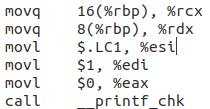 movq 16(%rbp), %rcx
movq 8(%rbp), %rdx
movl $.LC1, %esi
movl $1, %edi
movl $0, %eax
call __printf_chk